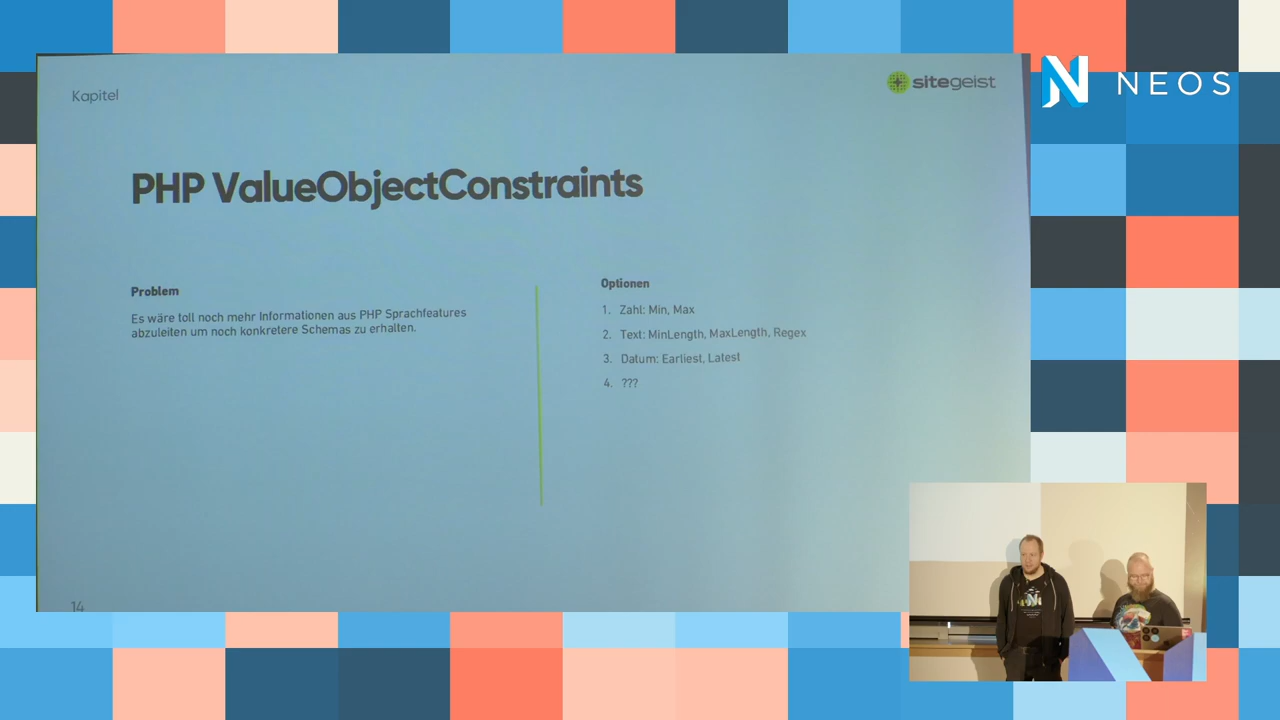 Kapitel
sitegeist
NEOS
PHP ValueObjectConstraints
Problem
Es wäre toll noch mehr Informationen aus PHP Sprachfeatures
abzuleiten um noch konkretere Schemas zu erhalten.
Optionen
1. Zahl: Min, Max
2. Text: MinLength, MaxLength, Regex
3. Datum: Earliest, Latest
4. ???
14